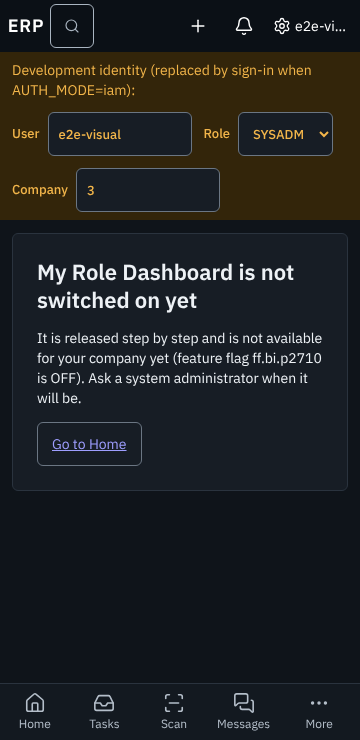 ERP e2e-vi...
Development identity (replaced by sign-in when
AUTH_MODE=iam):
User e2e-visual Role SYSADM
Company 3
My Role Dashboard is not
switched on yet
It is released step by step and is not available
for your company yet (feature flag ff.bi.p2710
is OFF). Ask a system administrator when it
will be.
Go to Home
Home Tasks Scan Messages More